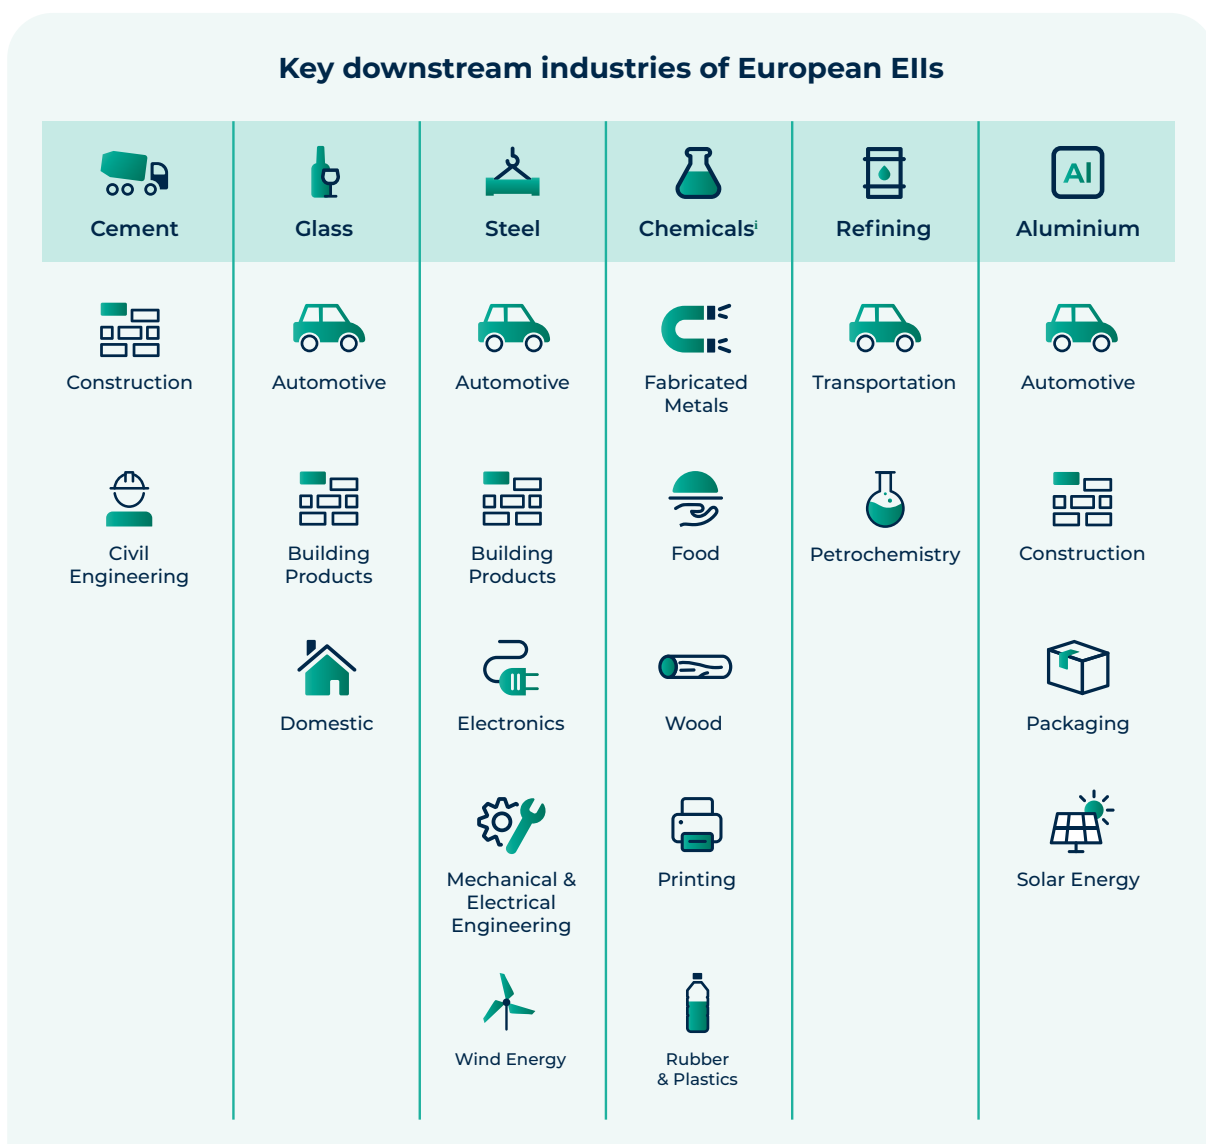 Key downstream industries of European EIIs
Cement
Glass
Steel
Chemicalsⁱ
Refining
Al
Aluminium
Construction
Automotive
Automotive
Fabricated
Metals
Transportation
Automotive
Civil
Engineering
Building
Products
Building
Products
Food
Petrochemistry
Construction
Domestic
Electronics
Wood
Packaging
Mechanical &
Electrical
Engineering
Printing
Solar Energy
Wind Energy
Rubber
& Plastics